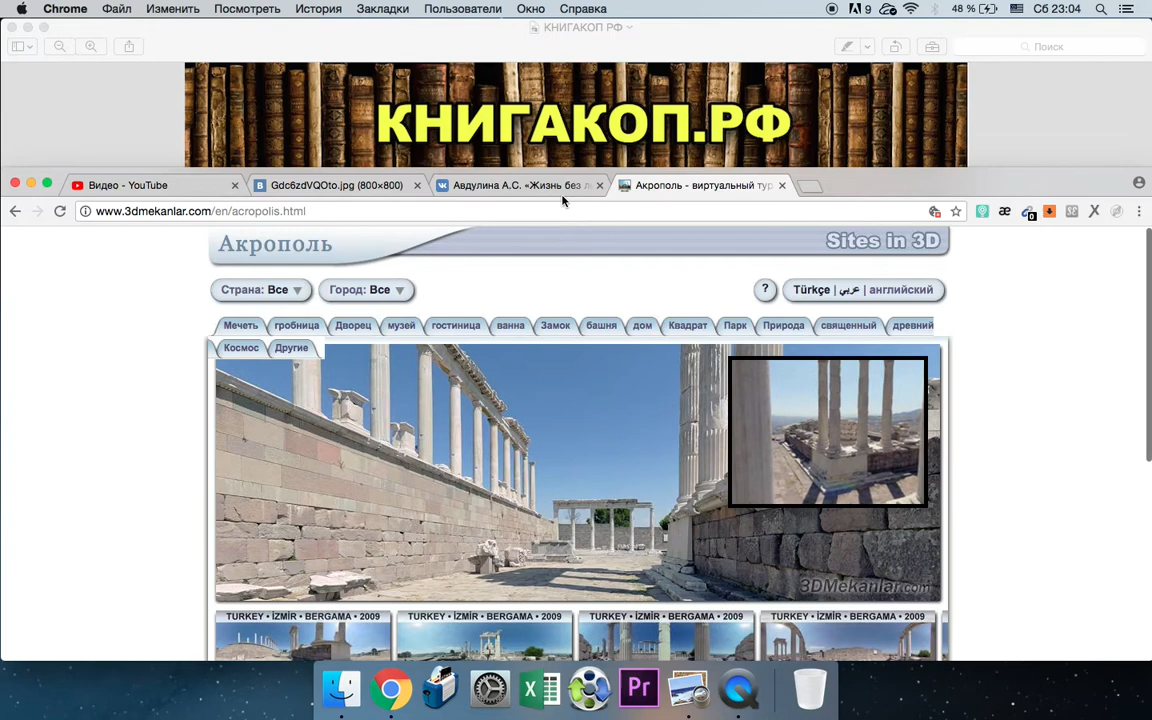 Chrome Файл Изменить Посмотреть История Закладки Пользователи Окно Справка 9 48 % Сб 23:04
КНИГАКОП РФ
Поиск
КНИГАКОП.РФ
Видео - YouTube
Gdc6zdVQOto.jpg (800×800)
Авдулина А.С. «Жизнь без л
Акрополь - виртуальный тур
www.3dmekanlar.com/en/acropolis.html
0
Акрополь
Sites in 3D
Страна: Все
Город: Все
?
Türkçe | عربي | английский
Мечеть гробница Дворец музей гостиница ванна Замок башня дом Квадрат Парк Природа священный древний
Космос Другие
3DMekanlar.com
TURKEY • İZMİR • BERGAMA • 2009
TURKEY • İZMİR • BERGAMA • 2009
TURKEY • İZMİR • BERGAMA • 2009
TURKEY • İZMİR • BERGAMA • 2009
Pr